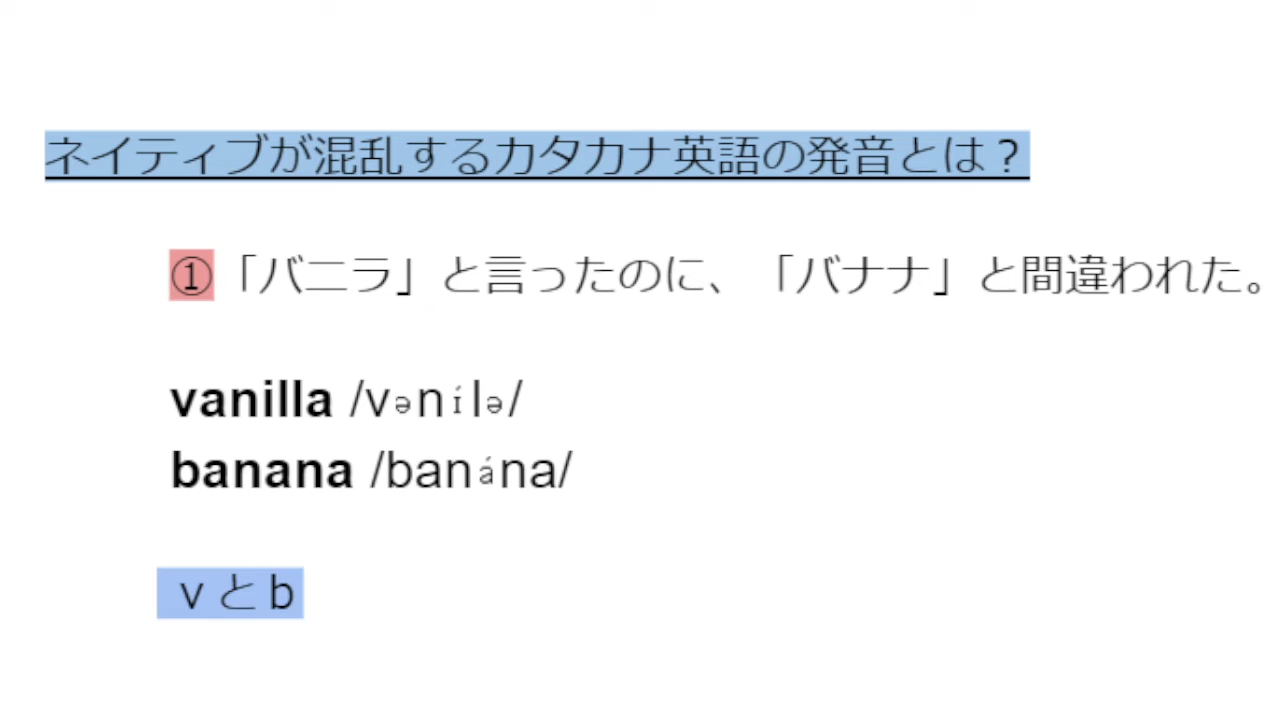 ネイティブが混乱するカタカナ英語の発音とは？
①「バニラ」と言ったのに、「バナナ」と間違われた。
vanilla /vənílə/
banana /banána/
vとb